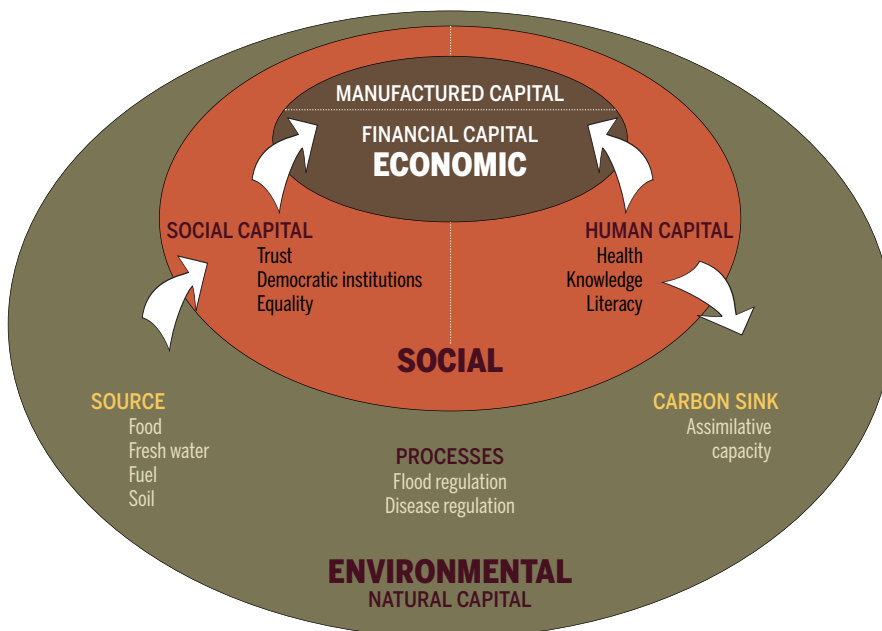 MANUFACTURED CAPITAL
FINANCIAL CAPITAL
ECONOMIC
SOCIAL CAPITAL
Trust
Democratic institutions
Equality
HUMAN CAPITAL
Health
Knowledge
Literacy
SOCIAL
SOURCE
Food
Fresh water
Fuel
Soil
PROCESSES
Flood regulation
Disease regulation
CARBON SINK
Assimilative
capacity
ENVIRONMENTAL
NATURAL CAPITAL